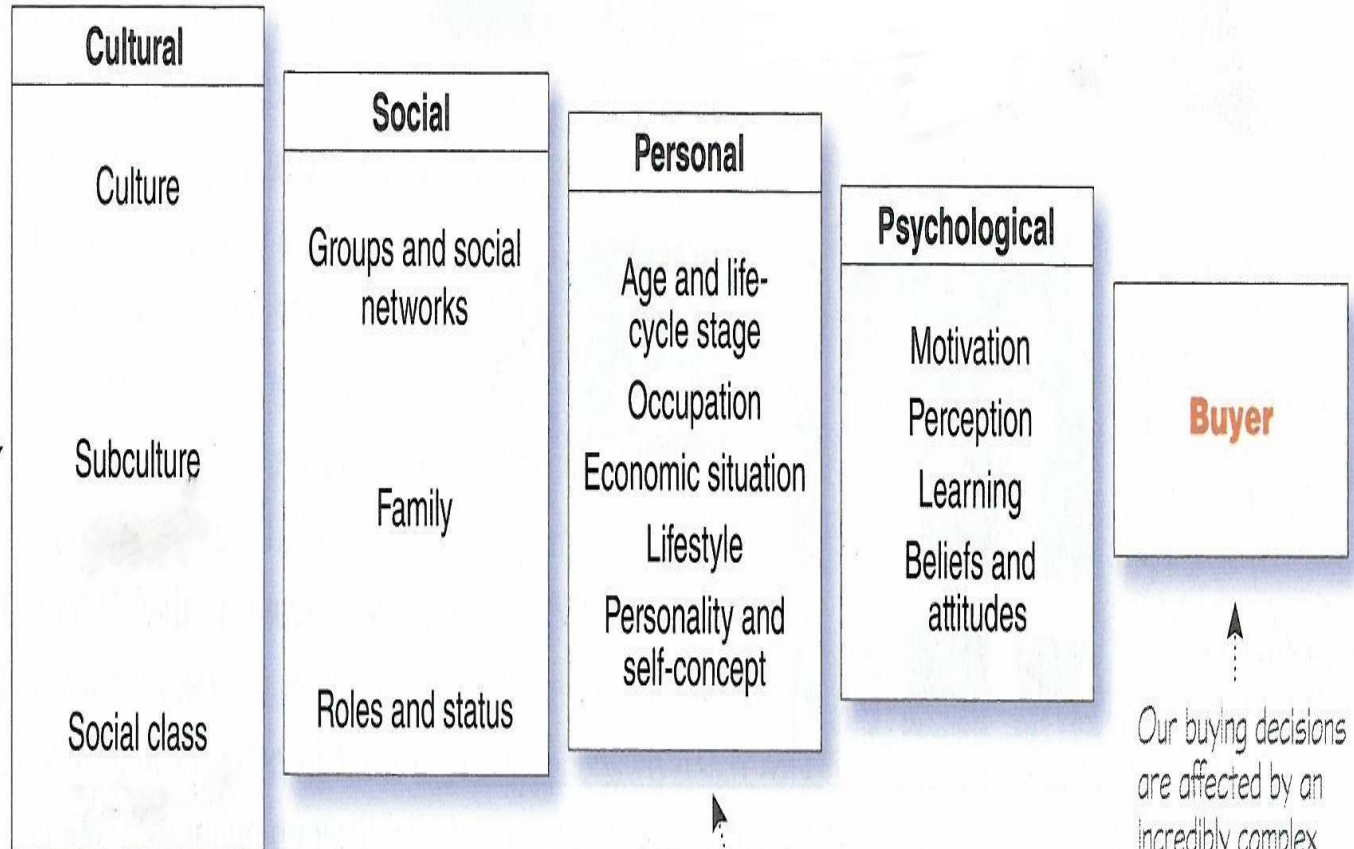 Cultural
Culture
Subculture
Social class
Social
Groups and social
networks
Family
Roles and status
Personal
Age and life-
cycle stage
Occupation
Economic situation
Lifestyle
Personality and
self-concept
Psychological
Motivation
Perception
Learning
Beliefs and
attitudes
Buyer
Our buying decisions
are affected by an
incredibly complex